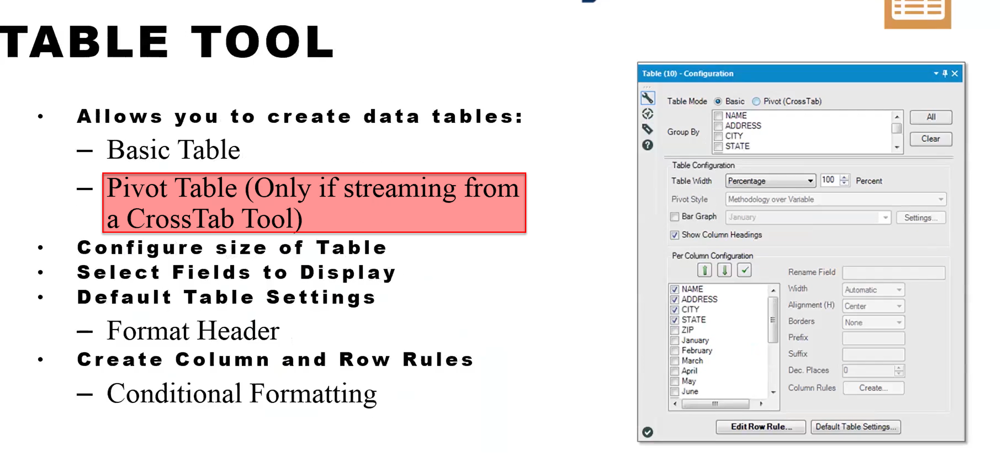 TABLE TOOL
• Allows you to create data tables:
– Basic Table
– Pivot Table (Only if streaming from
a CrossTab Tool)
• Configure size of Table
• Select Fields to Display
• Default Table Settings
– Format Header
• Create Column and Row Rules
– Conditional Formatting
Table (10) - Configuration
Table Mode Basic Pivot (CrossTab)
Group By
NAME
ADDRESS
CITY
STATE
All
Clear
Table Configuration
Table Width Percentage 100 Percent
Pivot Style Methodology over Variable
Bar Graph January Settings...
Show Column Headings
Per Column Configuration
NAME
ADDRESS
CITY
STATE
ZIP
January
February
March
April
May
June
Rename Field
Width Automatic
Alignment (H) Center
Borders None
Prefix
Suffix
Dec. Places 0
Column Rules Create...
Edit Row Rule... Default Table Settings...